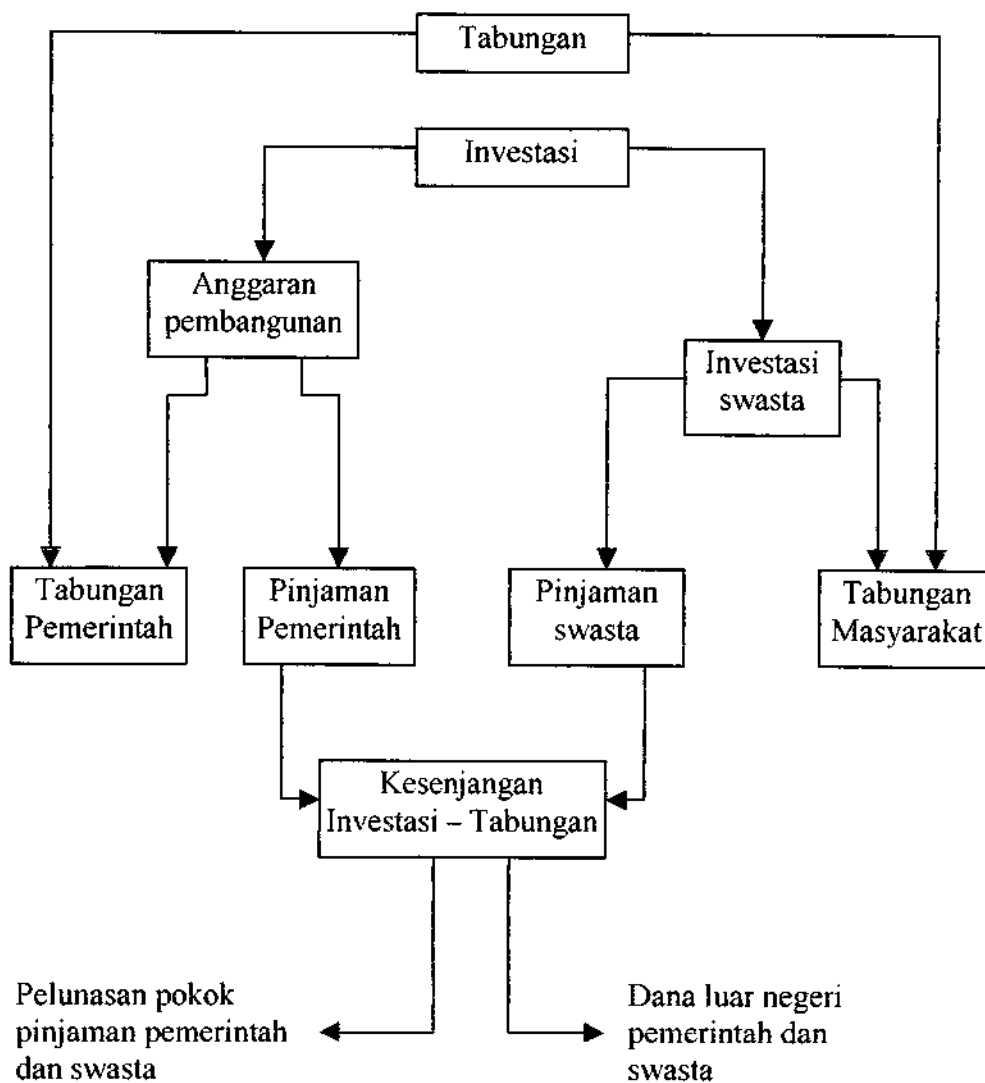 Tabungan
Investasi
Anggaran
pembangunan
Investasi
swasta
Tabungan
Pemerintah
Pinjaman
Pemerintah
Pinjaman
swasta
Tabungan
Masyarakat
Kesenjangan
Investasi – Tabungan
Pelunasan pokok
pinjaman pemerintah
dan swasta
Dana luar negeri
pemerintah dan
swasta